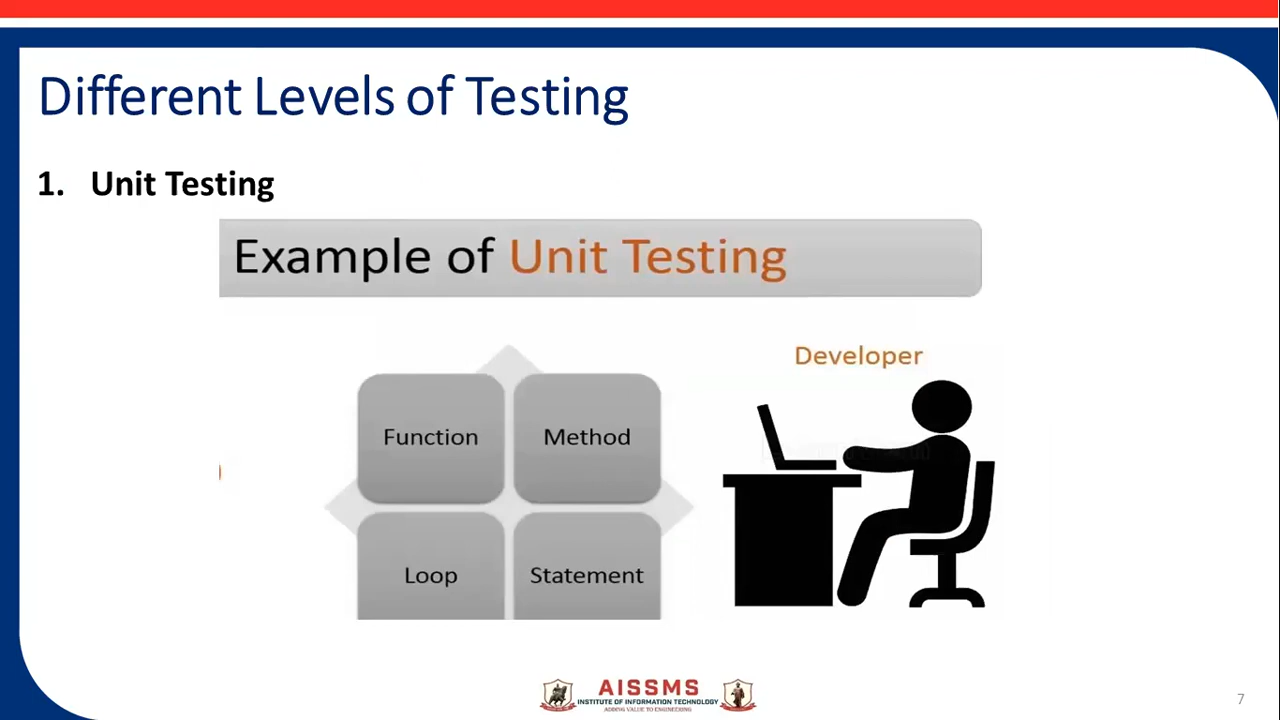 Different Levels of Testing
1. Unit Testing
Example of Unit Testing
Developer
Function
Method
Loop
Statement
AISSMS
INSTITUTE OF INFORMATION TECHNOLOGY
ADDING VALUE TO ENGINEERING
7